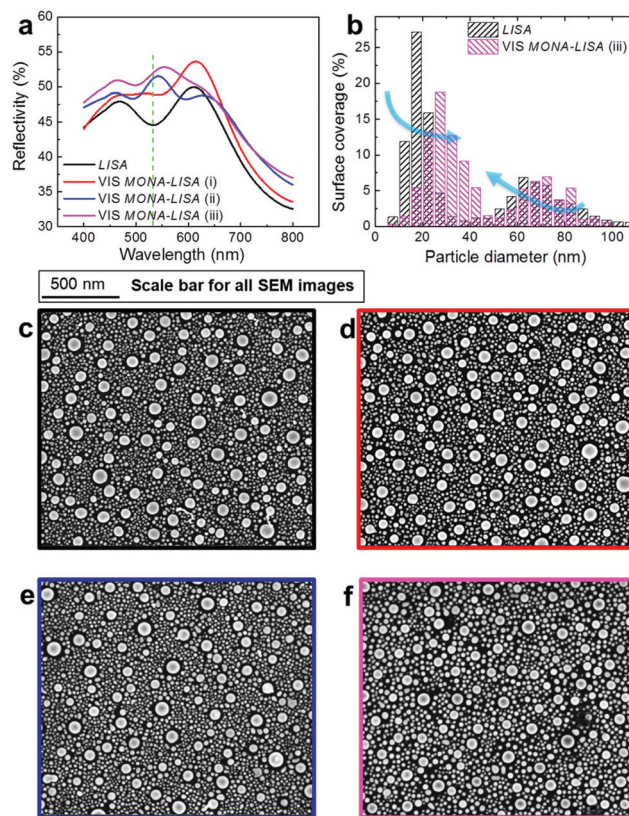 a
60
55
50
45
40
35
30
Reflectivity (%)
LISA
VIS MONA-LISA (i)
VIS MONA-LISA (ii)
VIS MONA-LISA (iii)
400 500 600 700 800
Wavelength (nm)
b
LISA
VIS MONA-LISA (iii)
25
20
15
10
5
0
Surface coverage (%)
0 20 40 60 80 100
Particle diameter (nm)
500 nm Scale bar for all SEM images
c
d
e
f